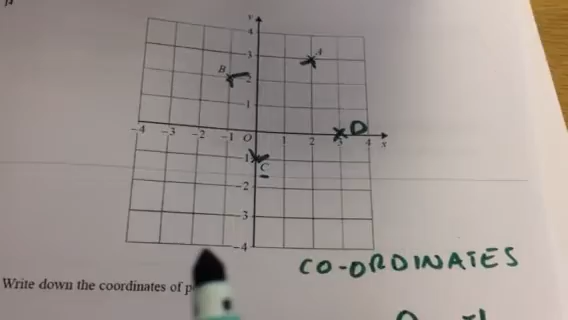 y
4
3
A
B
2
1
-4 -3 -2 -1 O 1 2 3 4 x
D
-1
C
-2
-3
-4
CO-ORDINATES
Write down the coordinates of